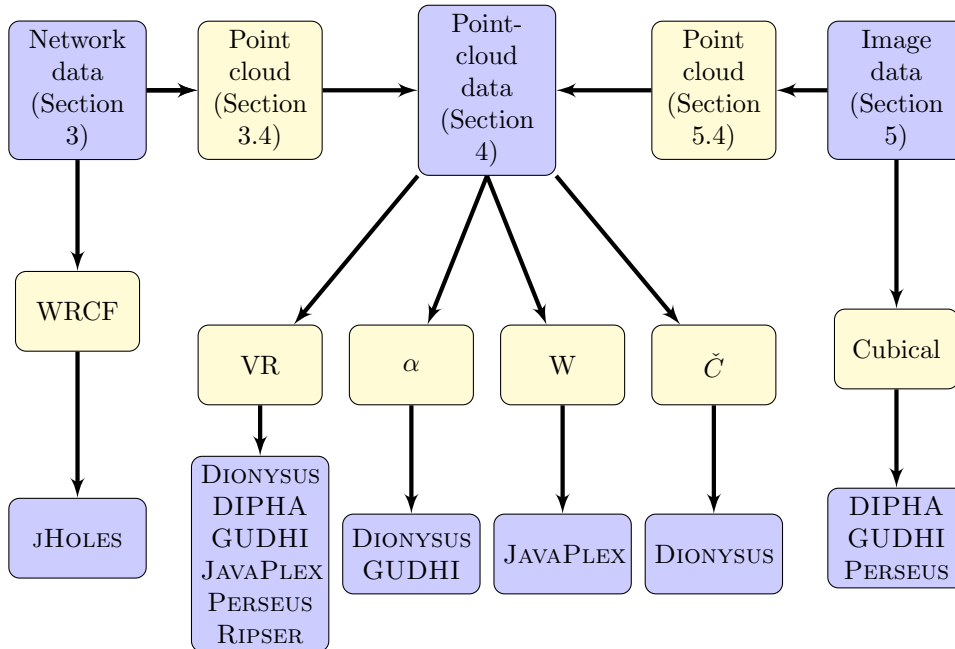 Network
data
(Section
3)
Point
cloud
(Section
3.4)
Point-
cloud
data
(Section
4)
Point
cloud
(Section
5.4)
Image
data
(Section
5)
WRCF
VR
α
W
Č
Cubical
JHOLES
DIONYSUS
DIPHA
GUDHI
JAVAPLEX
PERSEUS
RIPSER
DIONYSUS
GUDHI
JAVAPLEX
DIONYSUS
DIPHA
GUDHI
PERSEUS